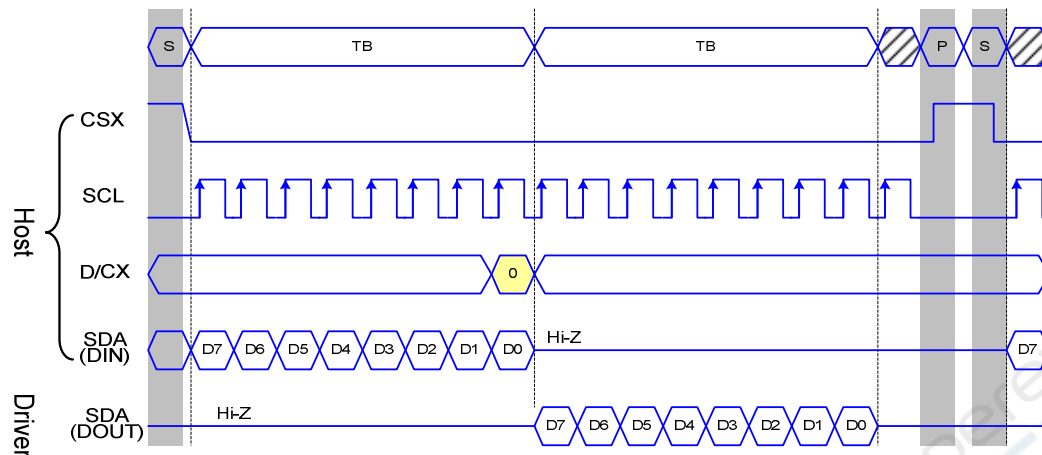 S TB TB P S
CSX
SCL
D/CX 0
SDA
(DIN) D7 D6 D5 D4 D3 D2 D1 D0 Hi-Z D7
SDA
(DOUT) Hi-Z D7 D6 D5 D4 D3 D2 D1 D0
Host
Driver